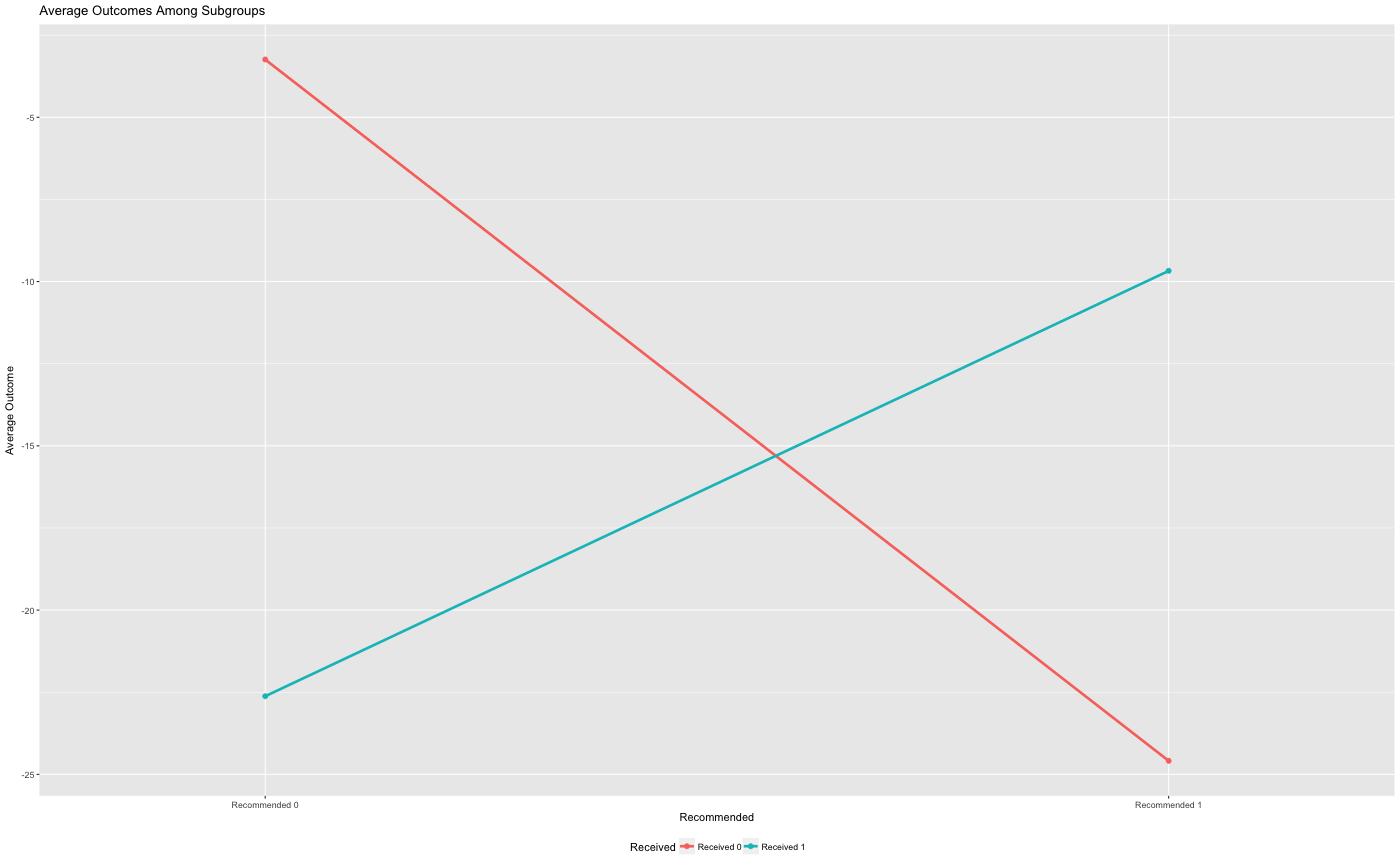 Average Outcomes Among Subgroups
-5
-10
-15
-20
-25
Average Outcome
Recommended 0
Recommended 1
Recommended
Received
Received 0
Received 1